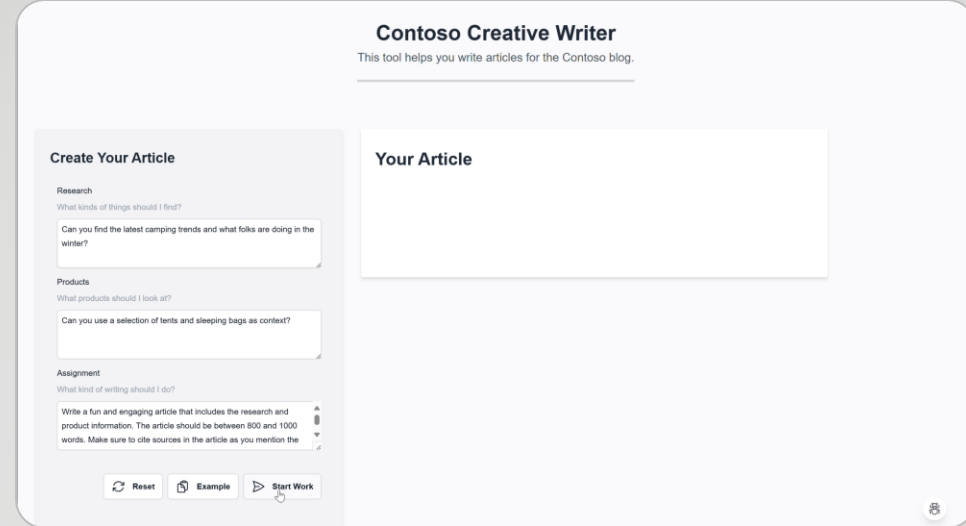 Contoso Creative Writer
This tool helps you write articles for the Contoso blog.
Create Your Article
Research
What kinds of things should I find?
Can you find the latest camping trends and what folks are doing in the
winter?
Products
What products should I look at?
Can you use a selection of tents and sleeping bags as context?
Assignment
What kind of writing should I do?
Write a fun and engaging article that includes the research and
product information. The article should be between 800 and 1000
words. Make sure to cite sources in the article as you mention the
Reset
Example
Start Work
Your Article